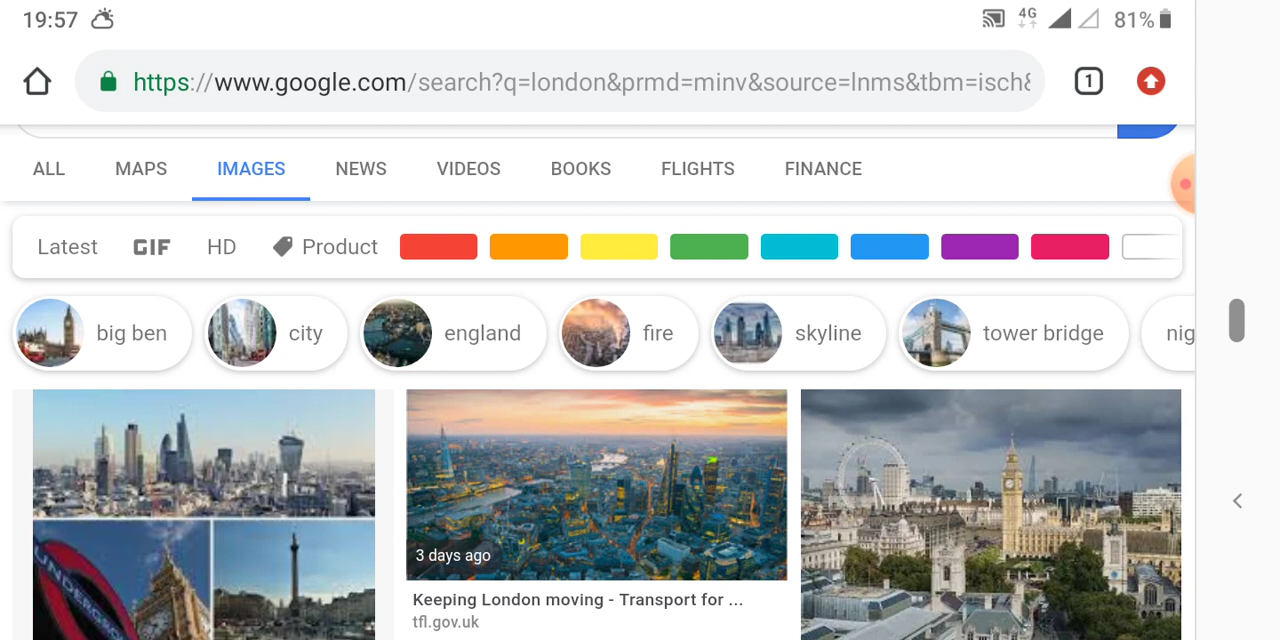 19:57 4G 81%
https://www.google.com/search?q=london&prmd=minv&source=lnms&tbm=isch&
1
ALL MAPS IMAGES NEWS VIDEOS BOOKS FLIGHTS FINANCE
Latest GIF HD Product
big ben city england fire skyline tower bridge nig
UNDERGROU
3 days ago
Keeping London moving - Transport for ...
tfl.gov.uk